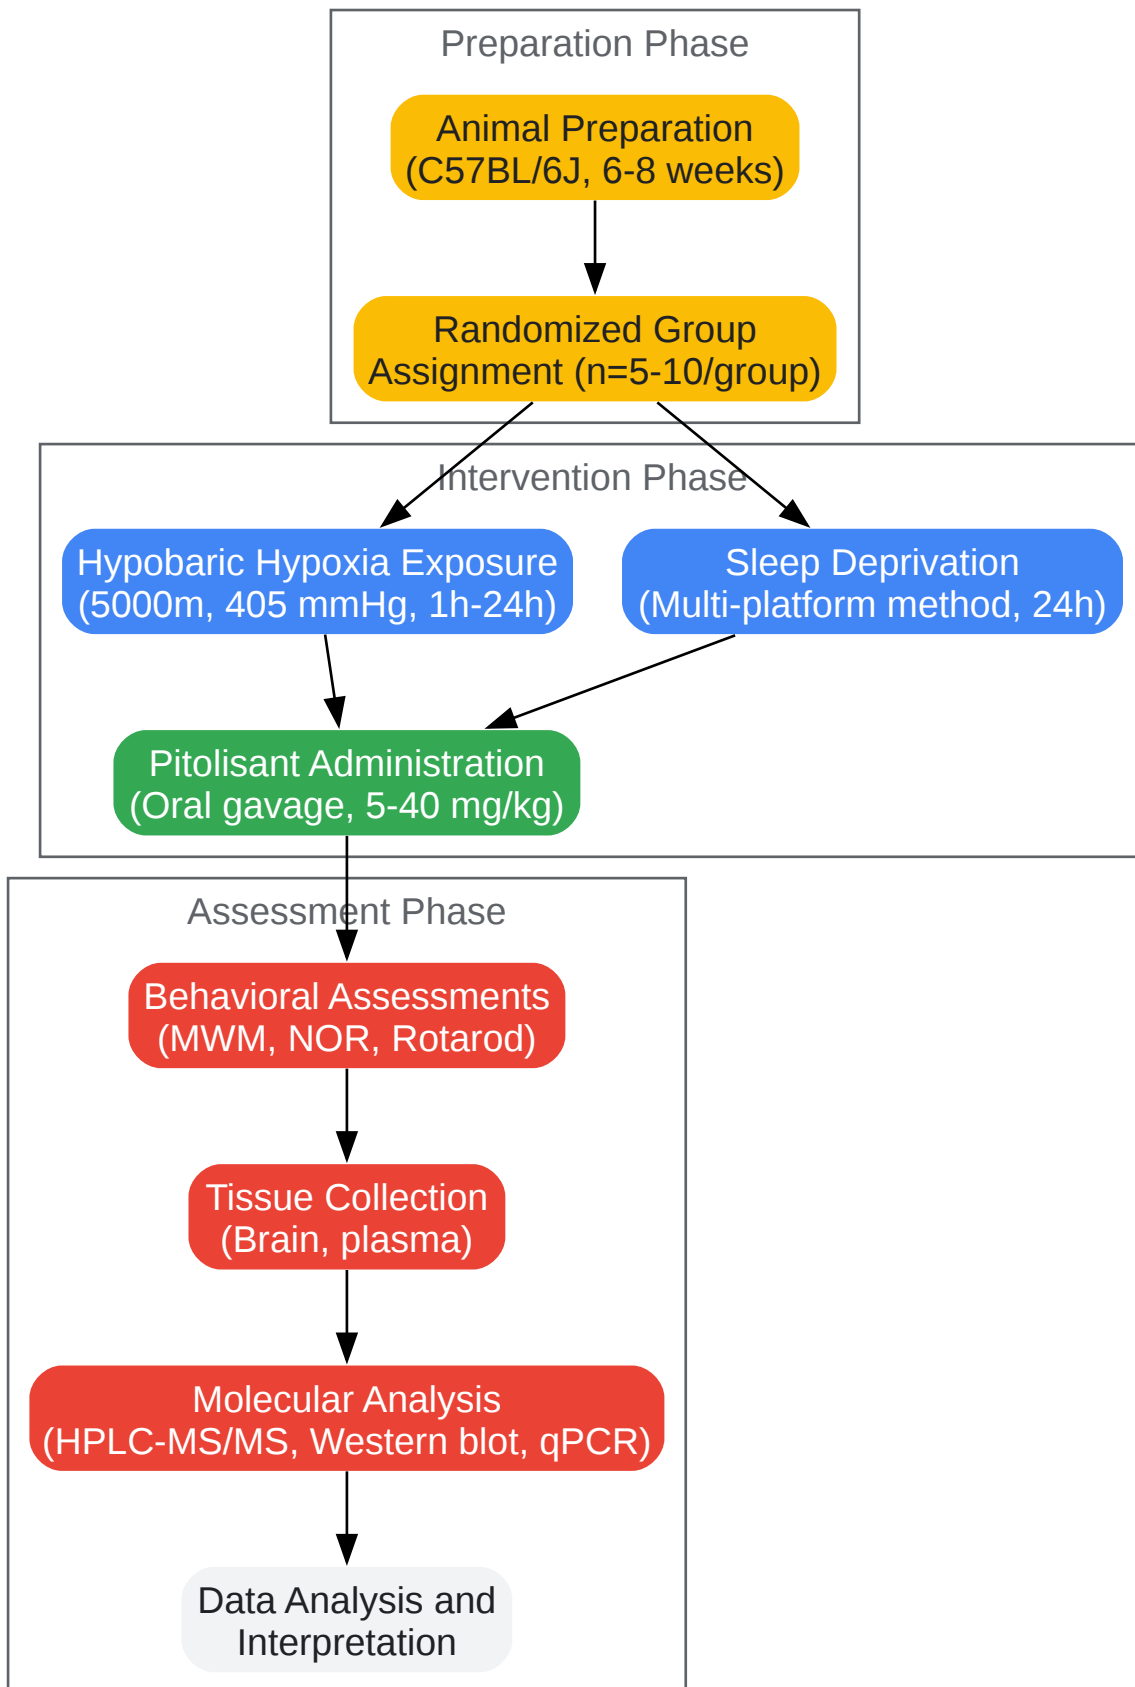 Preparation Phase
Animal Preparation
(C57BL/6J, 6-8 weeks)
Randomized Group
Assignment (n=5-10/group)
Intervention Phase
Hypobaric Hypoxia Exposure
(5000m, 405 mmHg, 1h-24h)
Sleep Deprivation
(Multi-platform method, 24h)
Pitolisant Administration
(Oral gavage, 5-40 mg/kg)
Assessment Phase
Behavioral Assessments
(MWM, NOR, Rotarod)
Tissue Collection
(Brain, plasma)
Molecular Analysis
(HPLC-MS/MS, Western blot, qPCR)
Data Analysis and
Interpretation